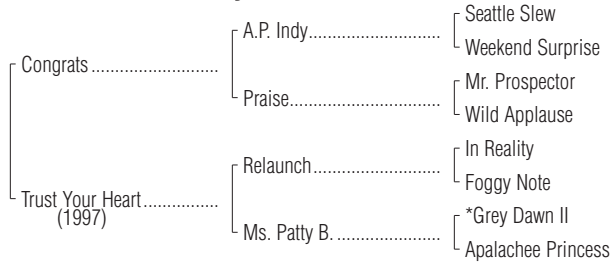 Seattle Slew
A.P. Indy..................................
Weekend Surprise
Congrats..........................
Mr. Prospector
Praise.......................................
Wild Applause
In Reality
Relaunch................................
Foggy Note
Trust Your Heart...............
(1997)
*Grey Dawn II
Ms. Patty B. ..........................
Apalachee Princess